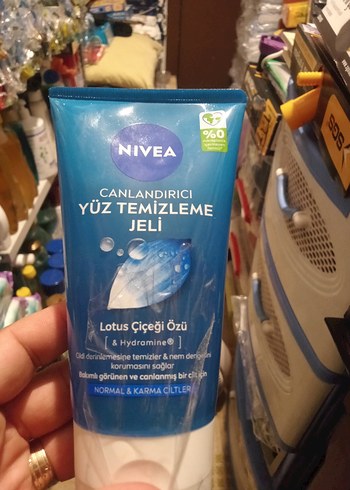 NIVEA
%0
CANLANDIRICI
YÜZ TEMİZLEME
JELİ
Lotus Çiçeği Özü
[ & Hydramine® ]
Cildi derinlemesine temizler & nem dengesini
korumasını sağlar
Bakımlı görünen ve canlanmış bir cilt için
NORMAL & KARMA CİLTLER